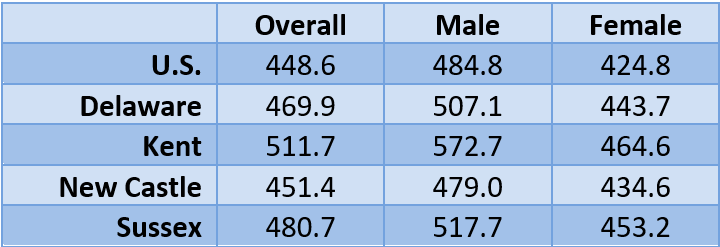 Overall Male Female
U.S. 448.6 484.8 424.8
Delaware 469.9 507.1 443.7
Kent 511.7 572.7 464.6
New Castle 451.4 479.0 434.6
Sussex 480.7 517.7 453.2